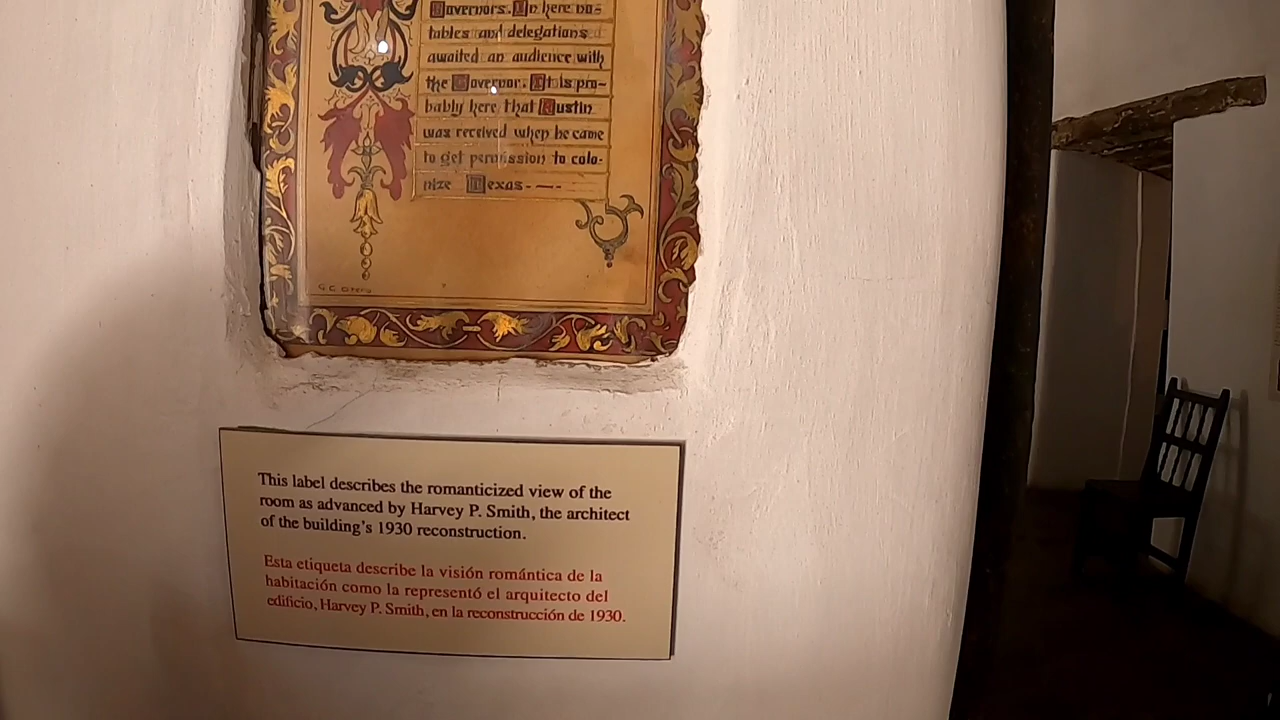 Governors. In here no-
tables and delegations
awaited an audience with
the Governor. It is pro-
bably here that Austin
was received when he came
to get permission to colo-
nize Texas - — -
This label describes the romanticized view of the
room as advanced by Harvey P. Smith, the architect
of the building's 1930 reconstruction.
Esta etiqueta describe la visión romántica de la
habitación como la representó el arquitecto del
edificio, Harvey P. Smith, en la reconstrucción de 1930.